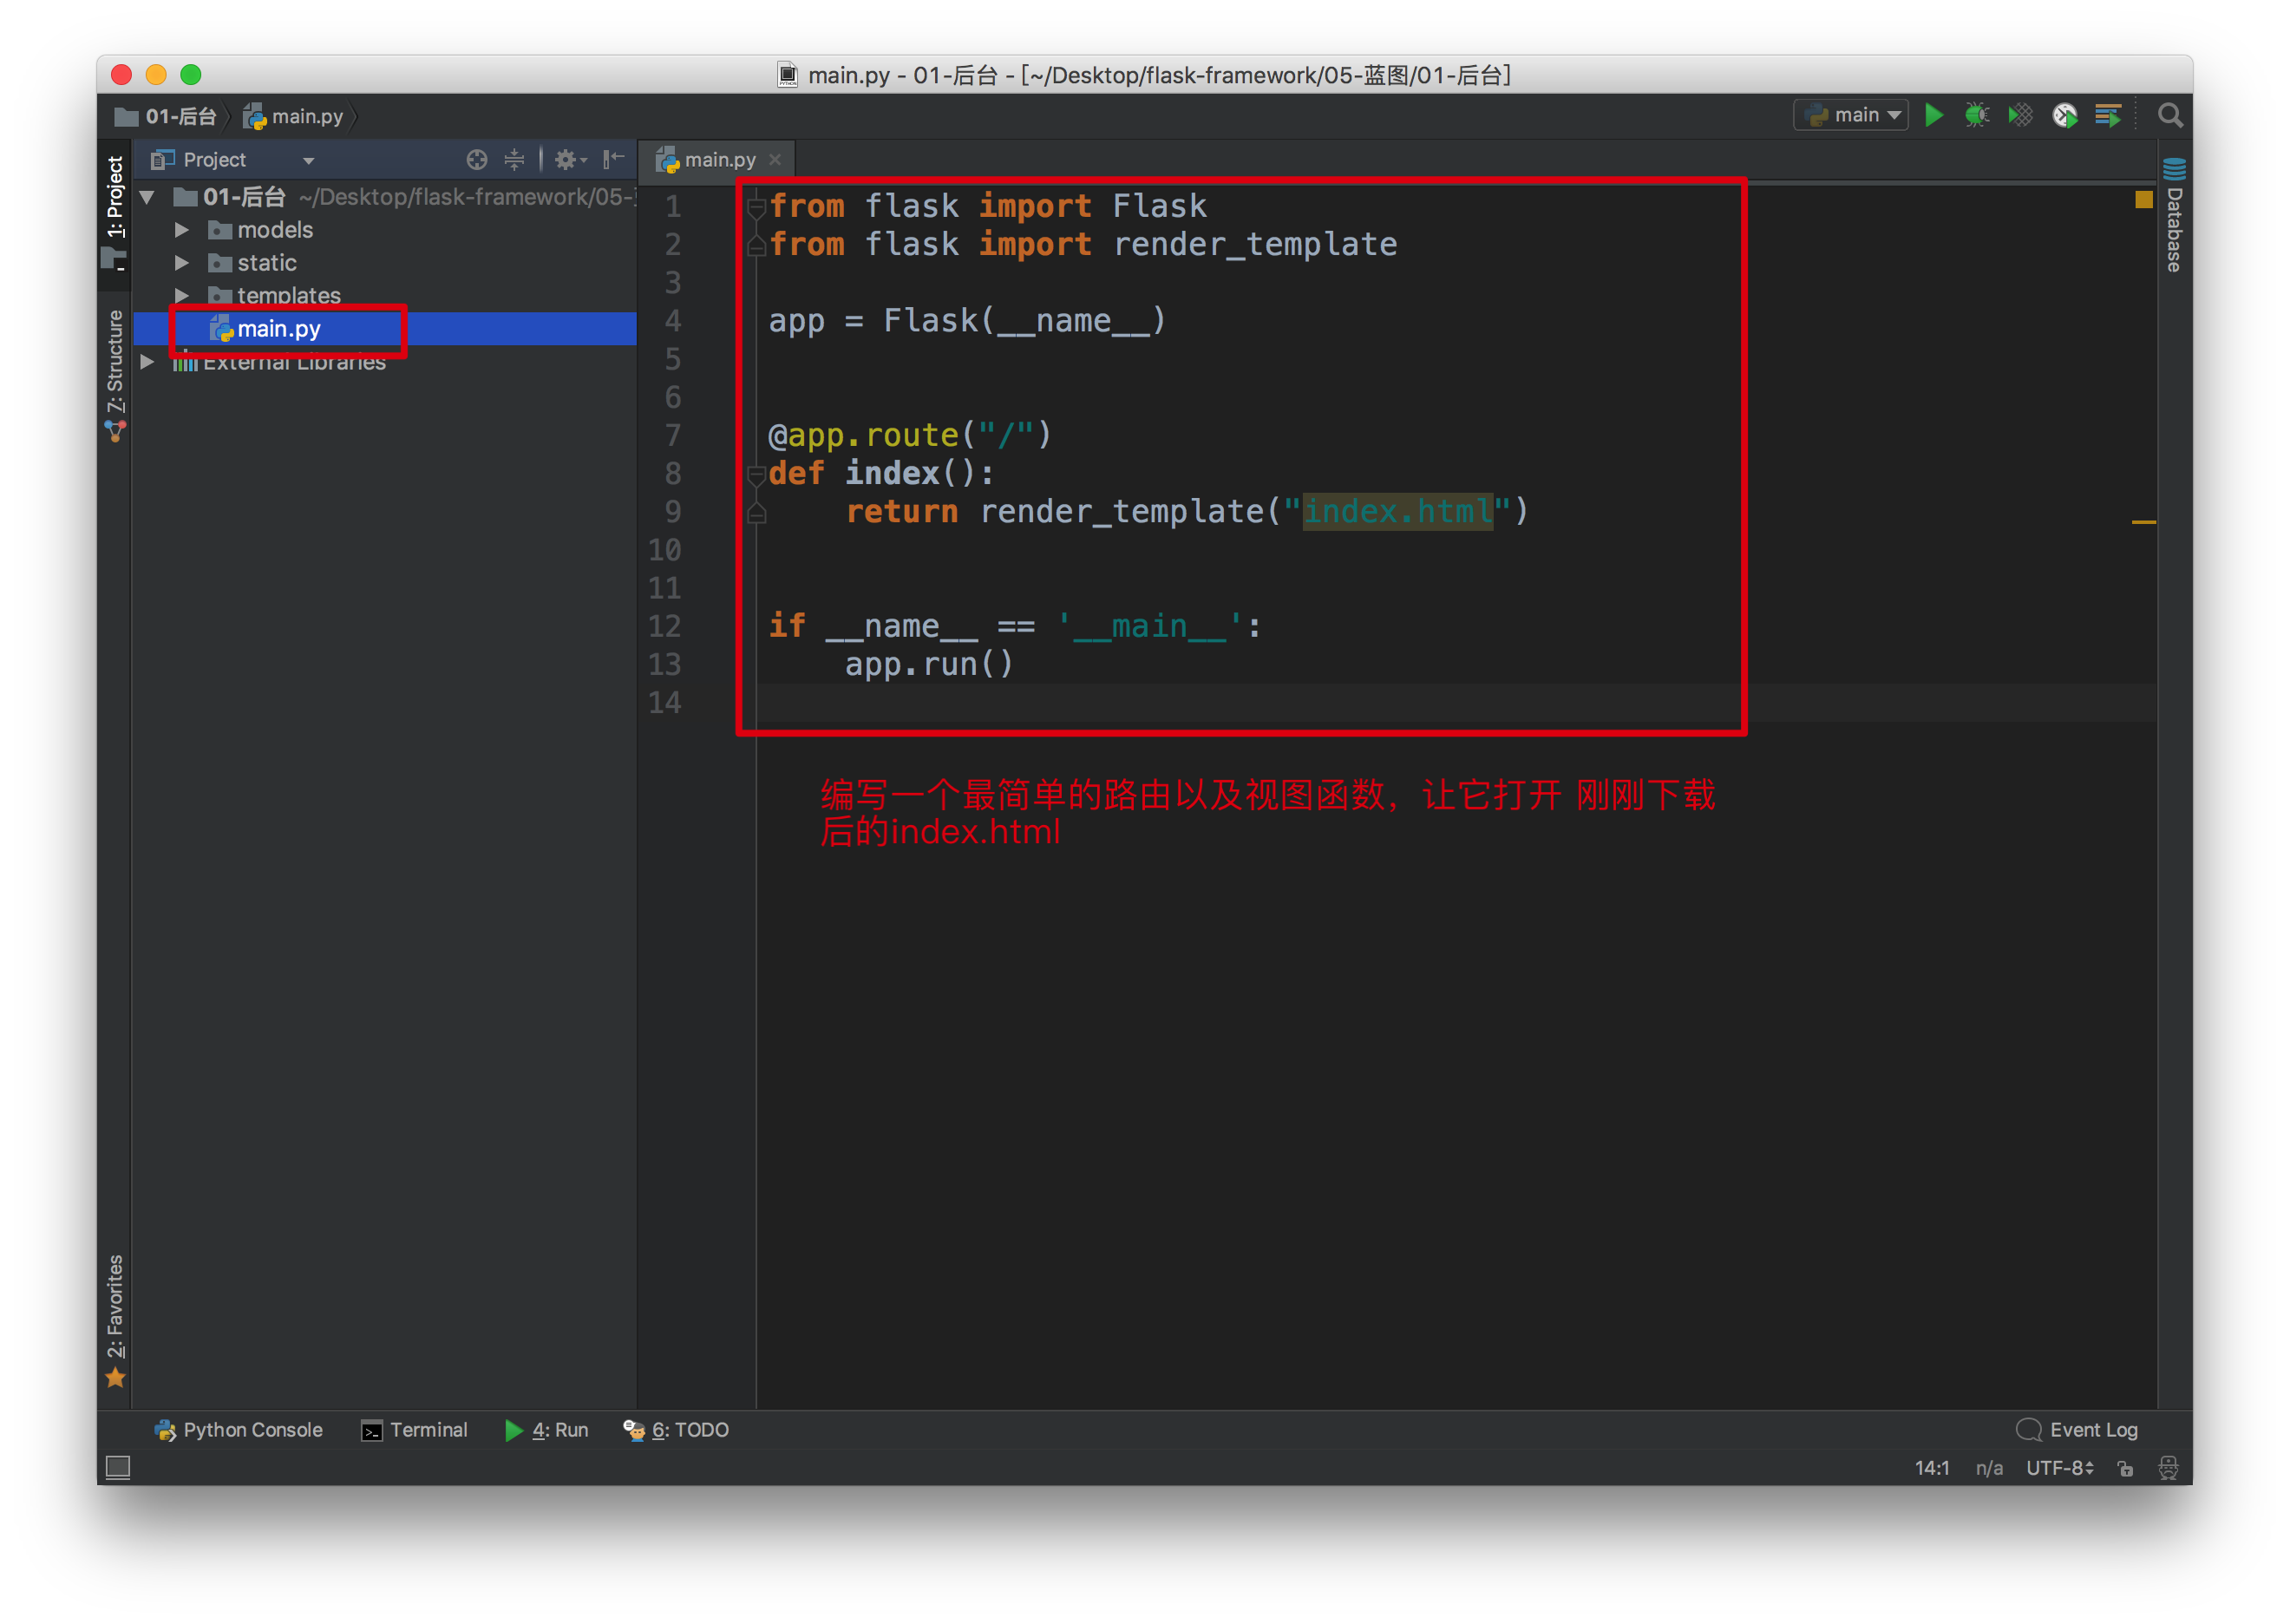 main.py - 01-后台 - [~/Desktop/flask-framework/05-蓝图/01-后台]
01-后台 main.py main
1: Project
Project
main.py
01-后台 ~/Desktop/flask-framework/05-
models
static
templates
main.py
External Libraries
7: Structure
2: Favorites
Database
1 from flask import Flask
2 from flask import render_template
3
4 app = Flask(__name__)
5
6
7 @app.route("/")
8 def index():
9 return render_template("index.html")
10
11
12 if __name__ == '__main__':
13 app.run()
14
编写一个最简单的路由以及视图函数，让它打开 刚刚下载
后的index.html
Python Console Terminal 4: Run 6: TODO Event Log
14:1 n/a UTF-8